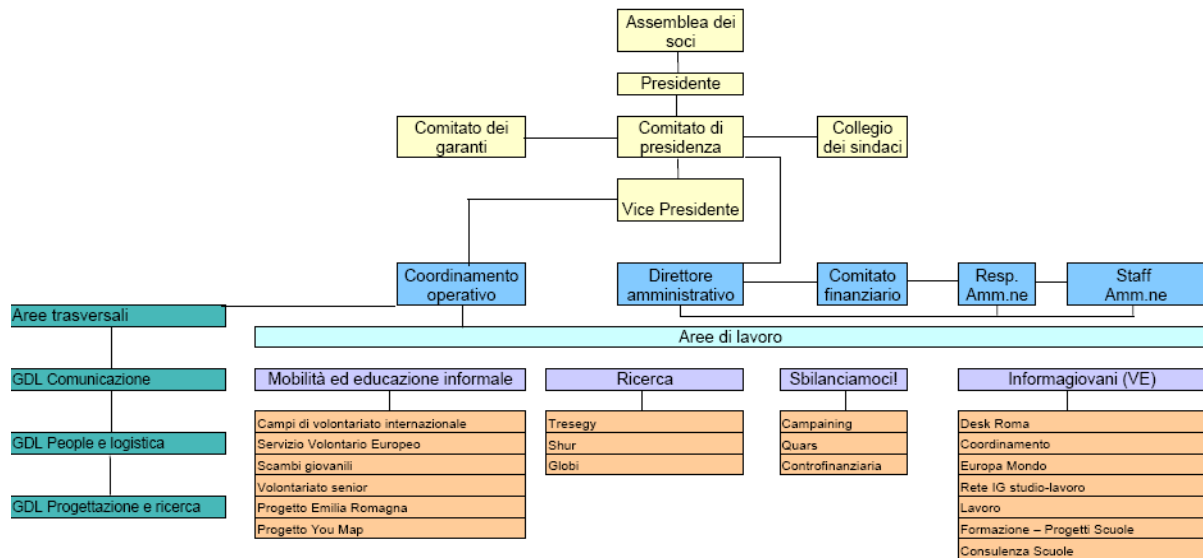 Assemblea dei
soci
Presidente
Comitato dei
garanti
Comitato di
presidenza
Collegio
dei sindaci
Vice Presidente
Coordinamento
operativo
Direttore
amministrativo
Comitato
finanziario
Resp.
Amm.ne
Staff
Amm.ne
Aree trasversali
Aree di lavoro
GDL Comunicazione
GDL People e logistica
GDL Progettazione e ricerca
Mobilità ed educazione informale
Campi di volontariato internazionale
Servizio Volontario Europeo
Scambi giovanili
Volontariato senior
Progetto Emilia Romagna
Progetto You Map
Ricerca
Tresegy
Shur
Globi
Sbilanciamoci!
Campaining
Quars
Controfinanziaria
Informagiovani (VE)
Desk Roma
Coordinamento
Europa Mondo
Rete IG studio-lavoro
Lavoro
Formazione – Progetti Scuole
Consulenza Scuole